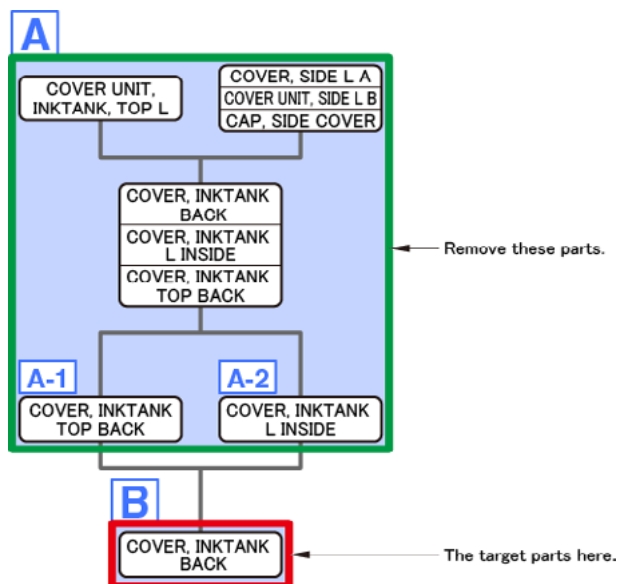 A
COVER UNIT,
INKTANK, TOP L
COVER, SIDE L A
COVER UNIT, SIDE L B
CAP, SIDE COVER
COVER, INKTANK
BACK
COVER, INKTANK
L INSIDE
COVER, INKTANK
TOP BACK
Remove these parts.
A-1
COVER, INKTANK
TOP BACK
A-2
COVER, INKTANK
L INSIDE
B
COVER, INKTANK
BACK
The target parts here.